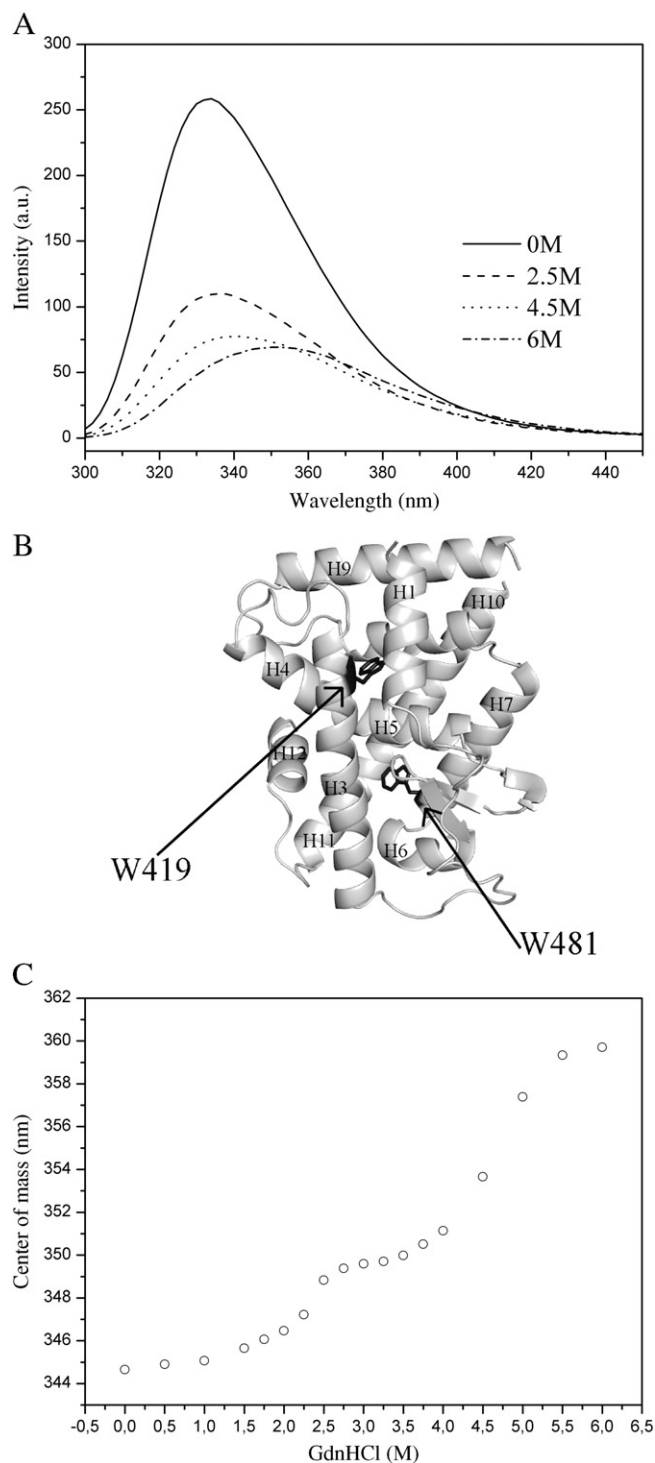 A
300
250
200
150
100
50
0
Intensity (a.u.)
0M
2.5M
4.5M
6M
300 320 340 360 380 400 420 440
Wavelength (nm)
B
H9
H1
H10
H4
H7
H5
H12
H3
H11
H6
W419
W481
C
362
360
358
356
354
352
350
348
346
344
Center of mass (nm)
-0,5 0,0 0,5 1,0 1,5 2,0 2,5 3,0 3,5 4,0 4,5 5,0 5,5 6,0 6,5
GdnHCl (M)